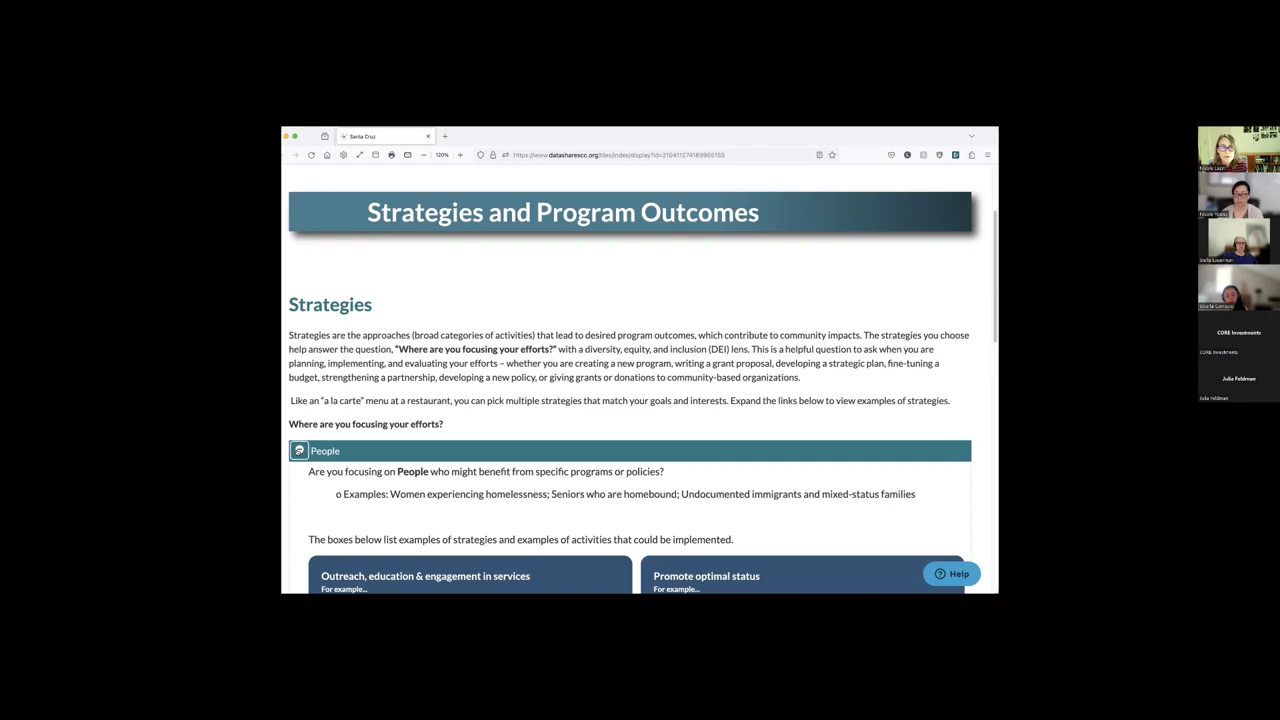 Santa Cruz
120%
https://www.datasharescc.org/tiles/index/display?id=210411274189905155
Strategies and Program Outcomes
Strategies
Strategies are the approaches (broad categories of activities) that lead to desired program outcomes, which contribute to community impacts. The strategies you choose
help answer the question, "Where are you focusing your efforts?" with a diversity, equity, and inclusion (DEI) lens. This is a helpful question to ask when you are
planning, implementing, and evaluating your efforts – whether you are creating a new program, writing a grant proposal, developing a strategic plan, fine-tuning a
budget, strengthening a partnership, developing a new policy, or giving grants or donations to community-based organizations.
Like an "a la carte" menu at a restaurant, you can pick multiple strategies that match your goals and interests. Expand the links below to view examples of strategies.
Where are you focusing your efforts?
People
Are you focusing on People who might benefit from specific programs or policies?
o Examples: Women experiencing homelessness; Seniors who are homebound; Undocumented immigrants and mixed-status families
The boxes below list examples of strategies and examples of activities that could be implemented.
Outreach, education & engagement in services
For example...
Promote optimal status
For example...
Help
Nicole Young
Stella Lauerman
CORE Investments
CORE Investments
Julia Feldman
Julia Feldman